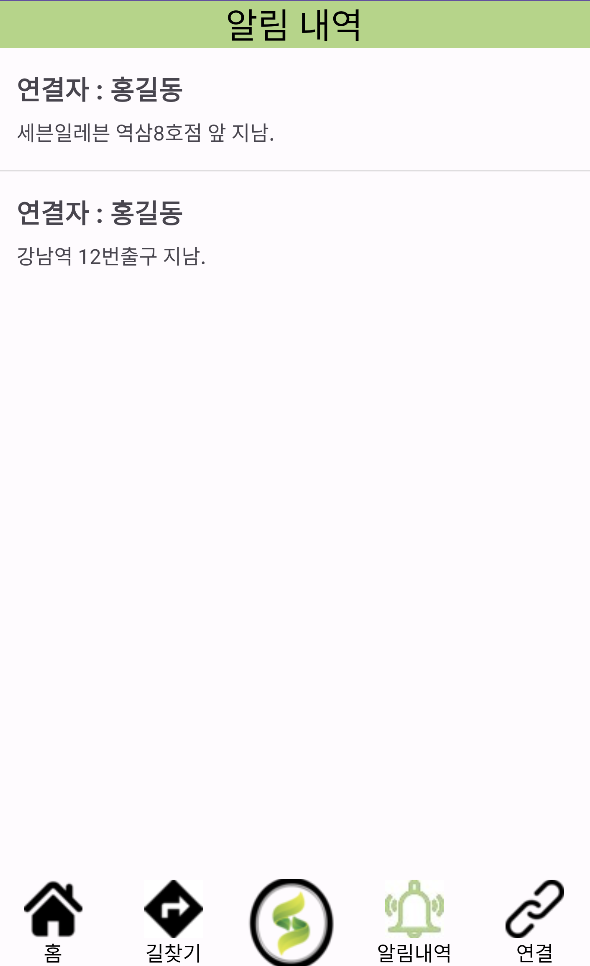 알림 내역
연결자 : 홍길동
세븐일레븐 역삼8호점 앞 지남.
연결자 : 홍길동
강남역 12번출구 지남.
홈
길찾기
알림내역
연결